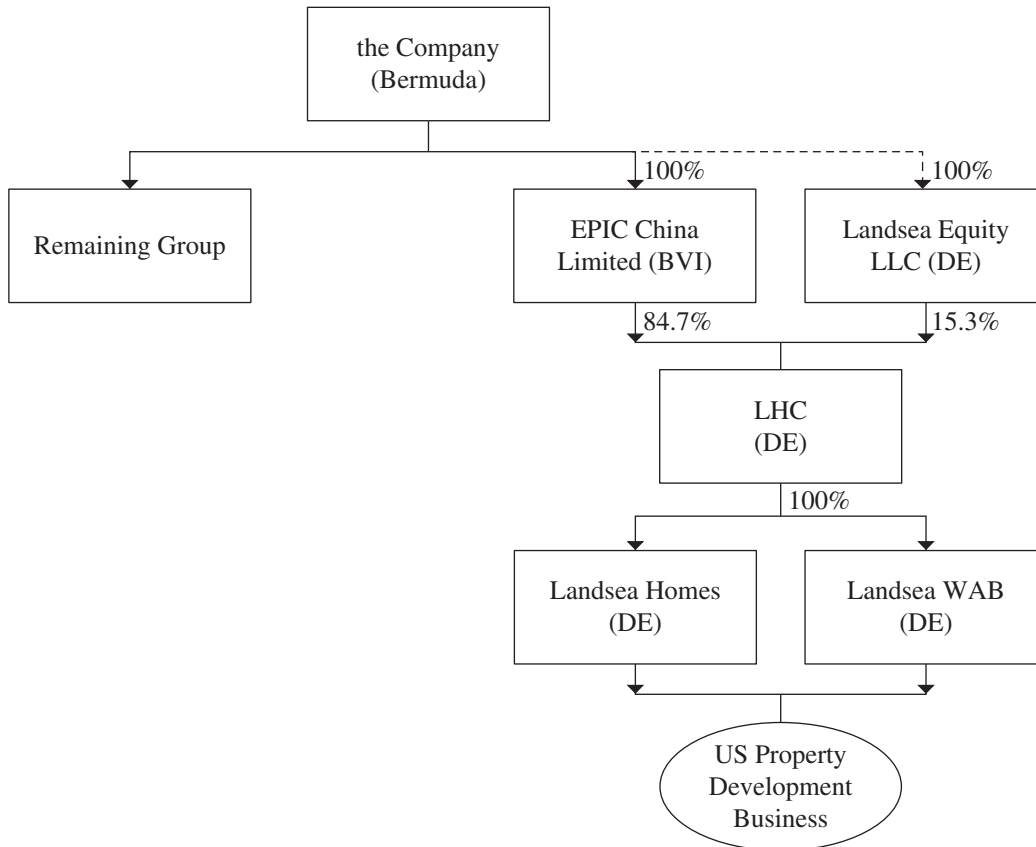 the Company
(Bermuda)
100%
100%
Remaining Group
EPIC China
Limited (BVI)
Landsea Equity
LLC (DE)
84.7%
15.3%
LHC
(DE)
100%
Landsea Homes
(DE)
Landsea WAB
(DE)
US Property
Development
Business